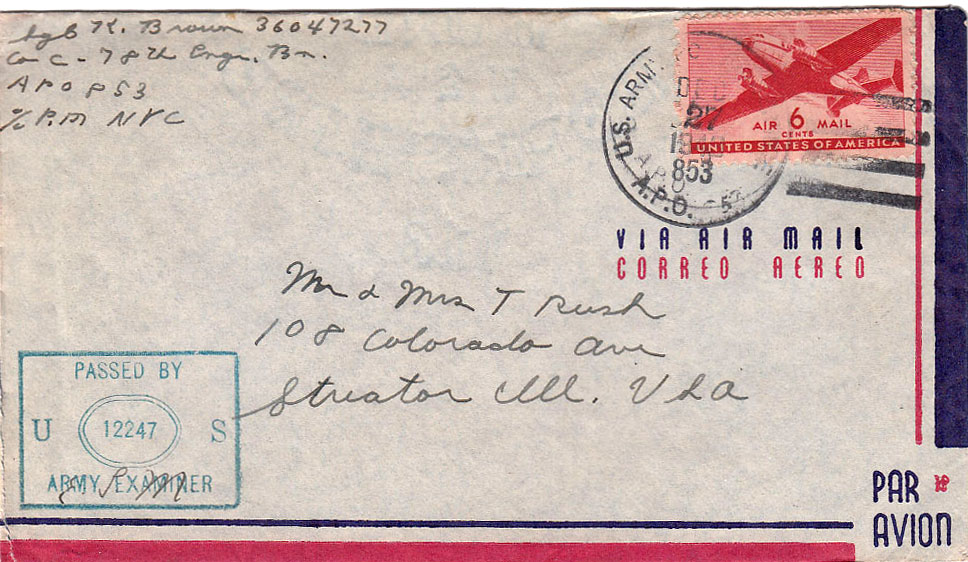 Sgt K. Brown 36047277
Co C - 78th Engr. Bn.
APO 853
c/o P.M NYC
U.S. ARMY
DEC
27
853
A.P.O.
AIR 6 MAIL
CENTS
UNITED STATES OF AMERICA
VIA AIR MAIL
CORREO AEREO
Mr & Mrs T Rush
108 Colorado Ave
Streator Ill. USA
PASSED BY
U 12247 S
ARMY EXAMINER
PAR
AVION